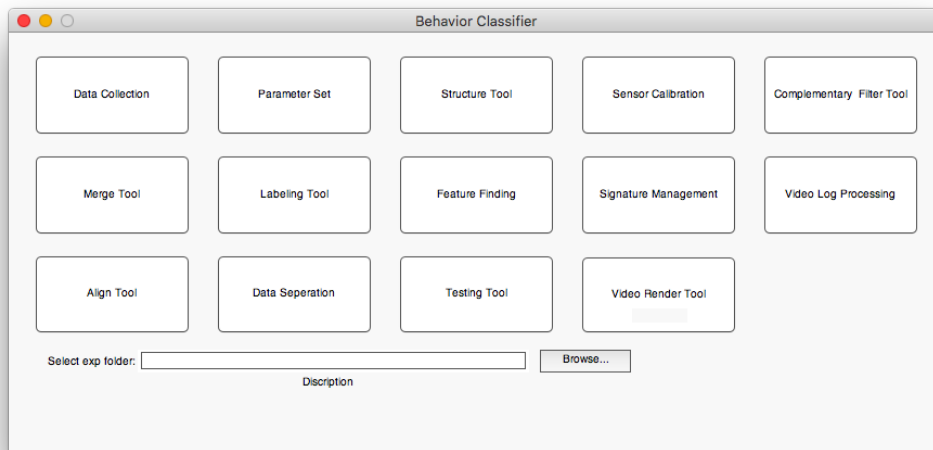 Behavior Classifier
Data Collection
Parameter Set
Structure Tool
Sensor Calibration
Complementary Filter Tool
Merge Tool
Labeling Tool
Feature Finding
Signature Management
Video Log Processing
Align Tool
Data Seperation
Testing Tool
Video Render Tool
Select exp folder:
Browse...
Discription